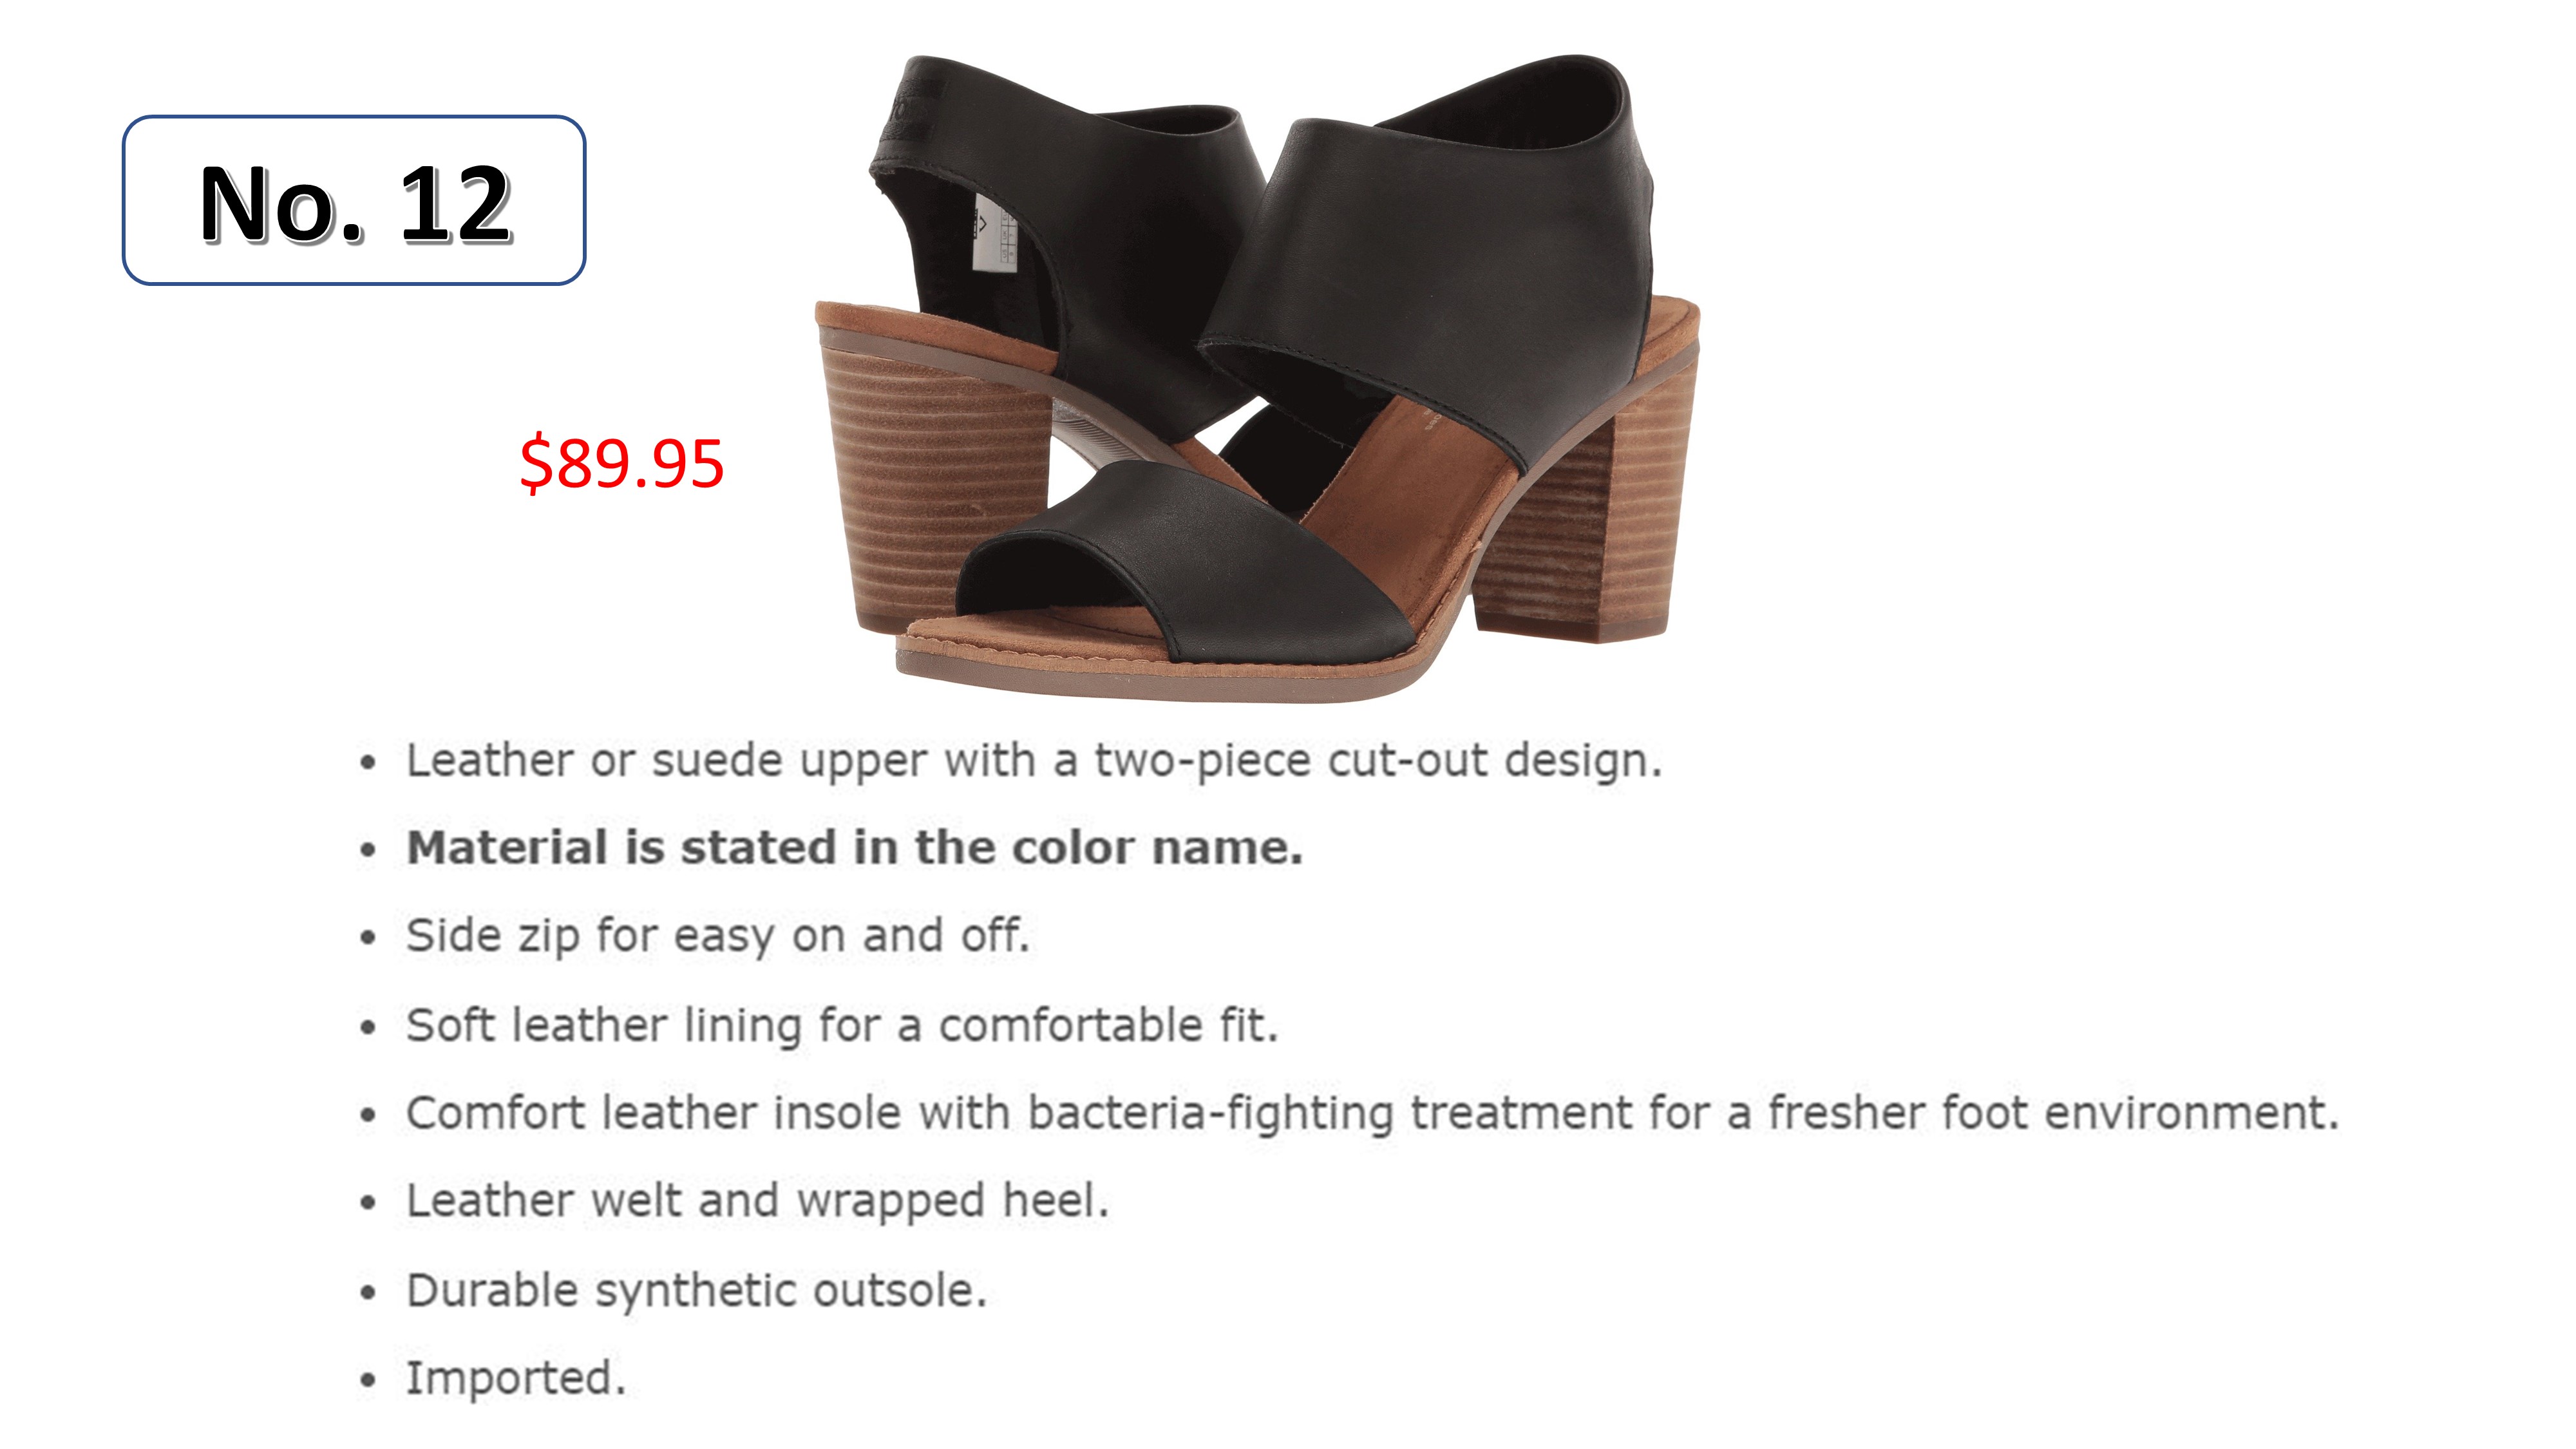 No. 12
$89.95
Leather or suede upper with a two-piece cut-out design.
Material is stated in the color name.
Side zip for easy on and off.
Soft leather lining for a comfortable fit.
Comfort leather insole with bacteria-fighting treatment for a fresher foot environment.
Leather welt and wrapped heel.
Durable synthetic outsole.
Imported.